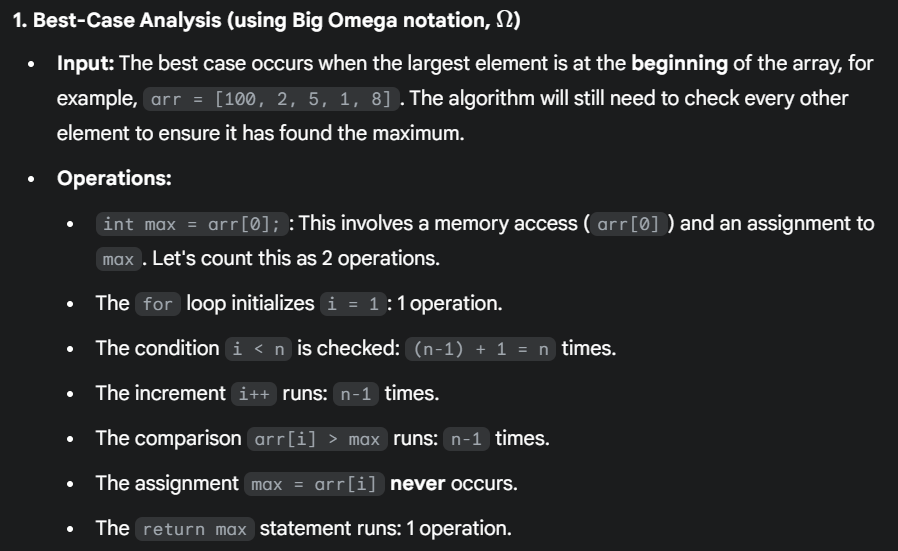 1. Best-Case Analysis (using Big Omega notation, Ω)
• Input: The best case occurs when the largest element is at the beginning of the array, for
example, arr = [100, 2, 5, 1, 8] . The algorithm will still need to check every other
element to ensure it has found the maximum.
• Operations:
• int max = arr[0]; : This involves a memory access ( arr[0] ) and an assignment to
max . Let's count this as 2 operations.
• The for loop initializes i = 1 : 1 operation.
• The condition i < n is checked: (n-1) + 1 = n times.
• The increment i++ runs: n-1 times.
• The comparison arr[i] > max runs: n-1 times.
• The assignment max = arr[i] never occurs.
• The return max statement runs: 1 operation.